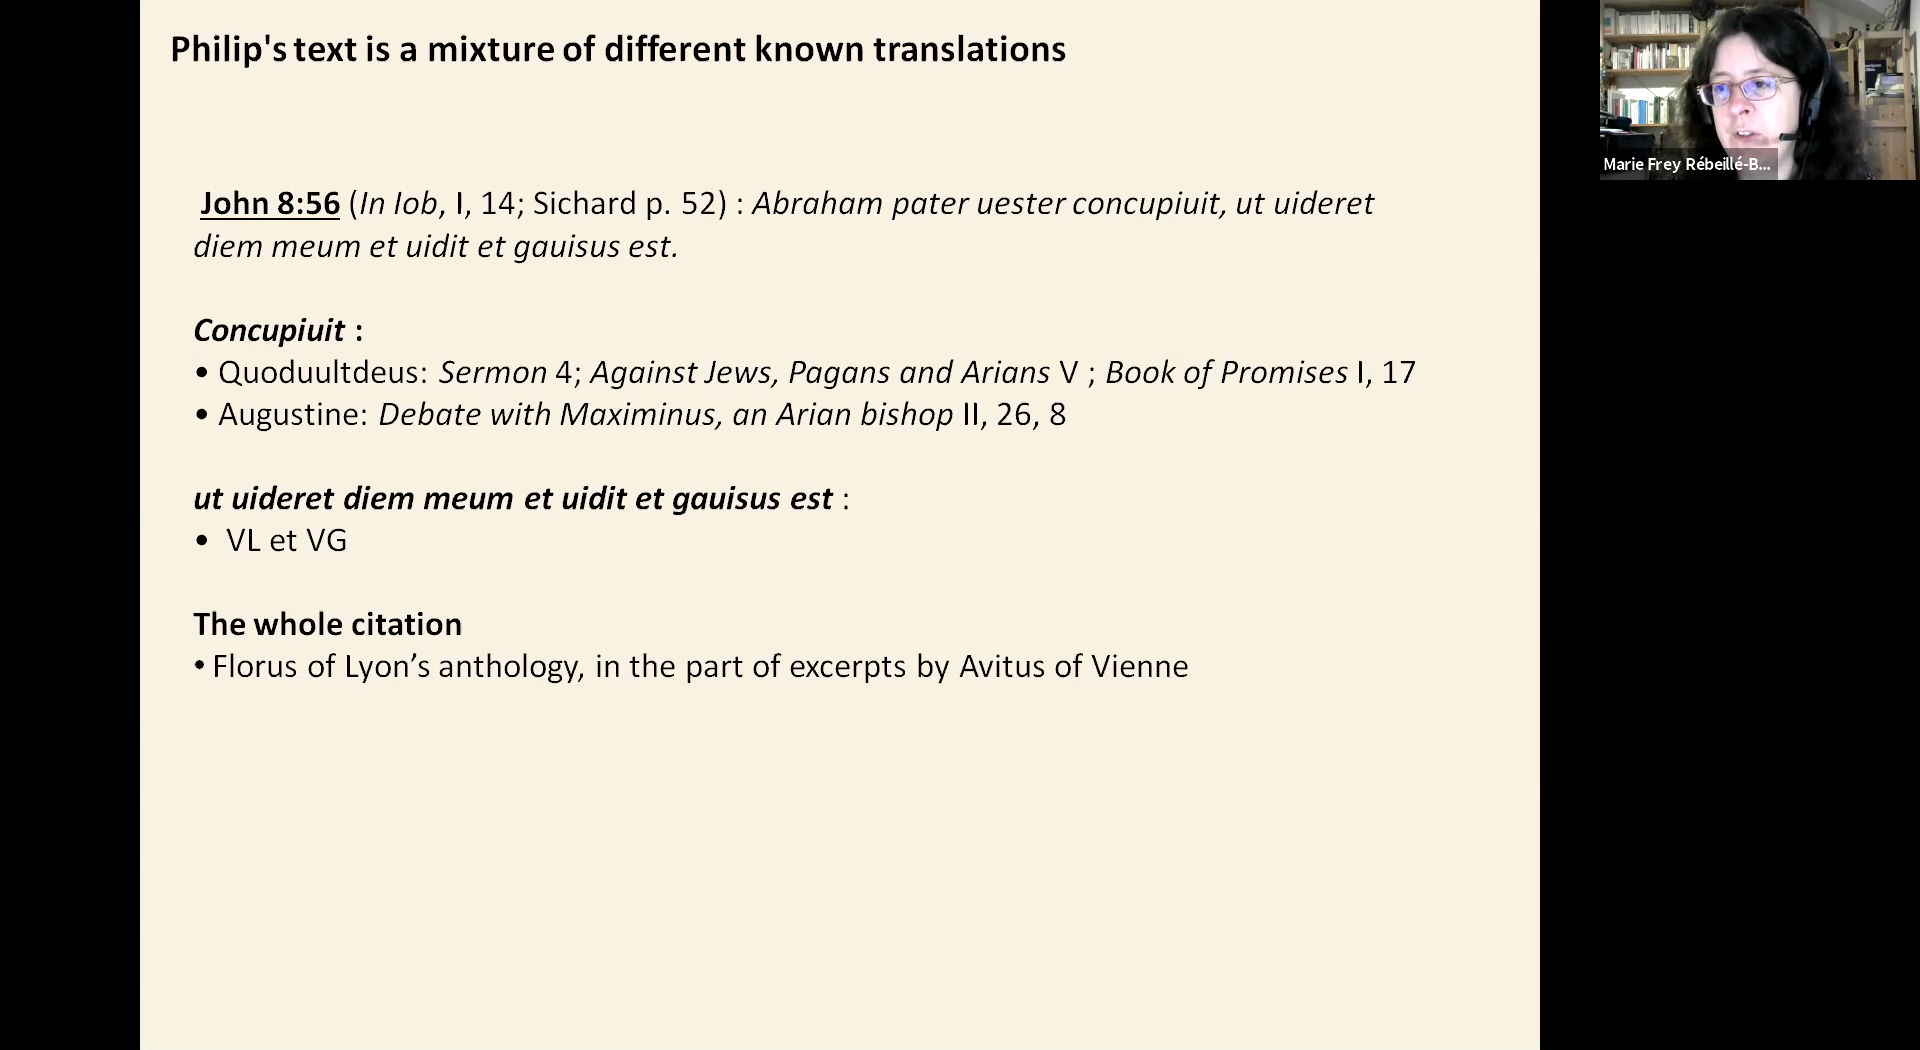 Philip's text is a mixture of different known translations
John 8:56 (In Iob, I, 14; Sichard p. 52) : Abraham pater uester concupiuit, ut uideret
diem meum et uidit et gauisus est.
Concupiuit :
• Quoduultdeus: Sermon 4; Against Jews, Pagans and Arians V ; Book of Promises I, 17
• Augustine: Debate with Maximinus, an Arian bishop II, 26, 8
ut uideret diem meum et uidit et gauisus est :
• VL et VG
The whole citation
• Florus of Lyon’s anthology, in the part of excerpts by Avitus of Vienne
Marie Frey Rébeillé-B...